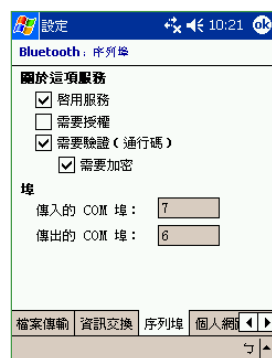 設定 10:21 ok
Bluetooth：序列埠
關於這項服務
啓用服務
需要授權
需要驗證（通行碼）
需要加密
埠
傳入的 COM 埠： 7
傳出的 COM 埠： 6
檔案傳輸 資訊交換 序列埠 個人網
ㄅ